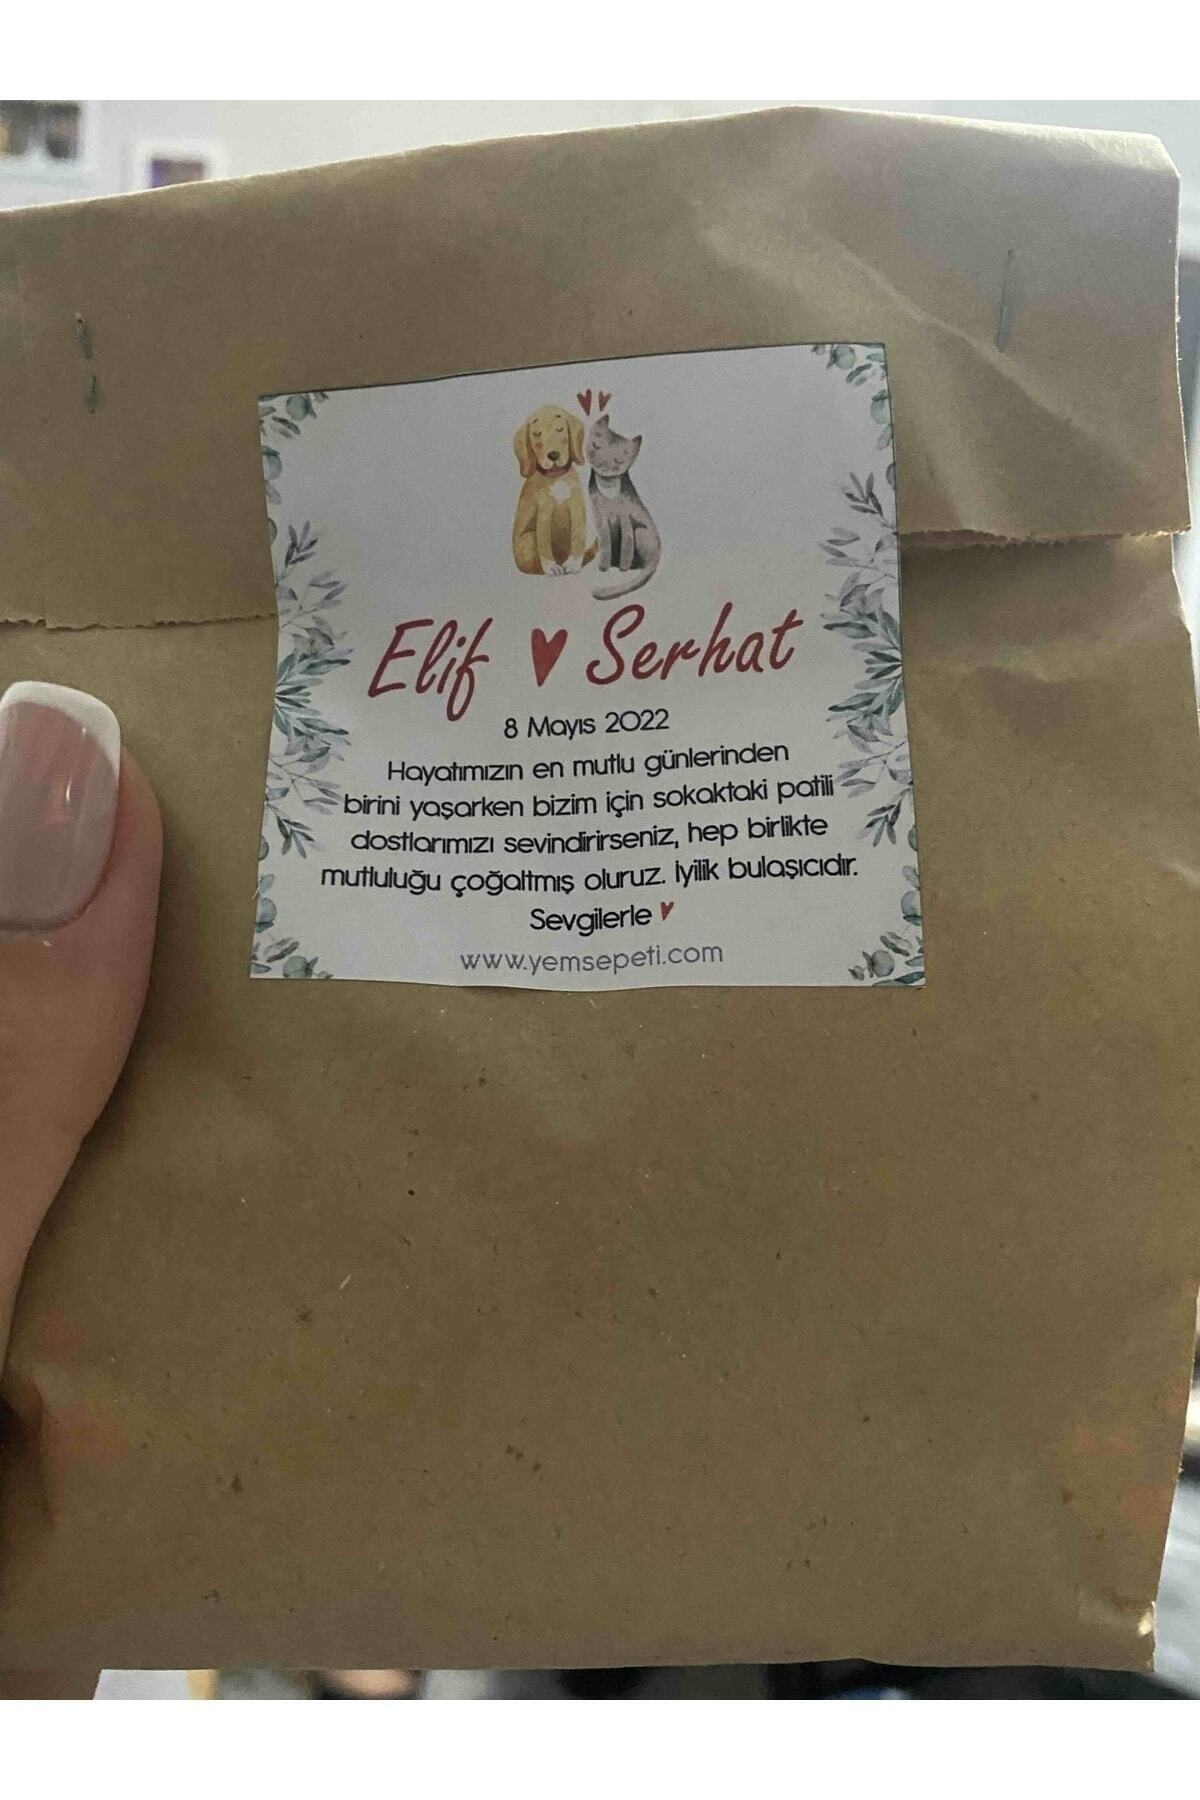 Elif Serhat
8 Mayıs 2022
Hayatımızın en mutlu günlerinden
birini yaşarken bizim için sokaktaki patili
dostlarımızı sevindirirseniz, hep birlikte
mutluluğu çoğaltmış oluruz. İyilik bulaşıcıdır.
Sevgilerle
www.yemsepeti.com